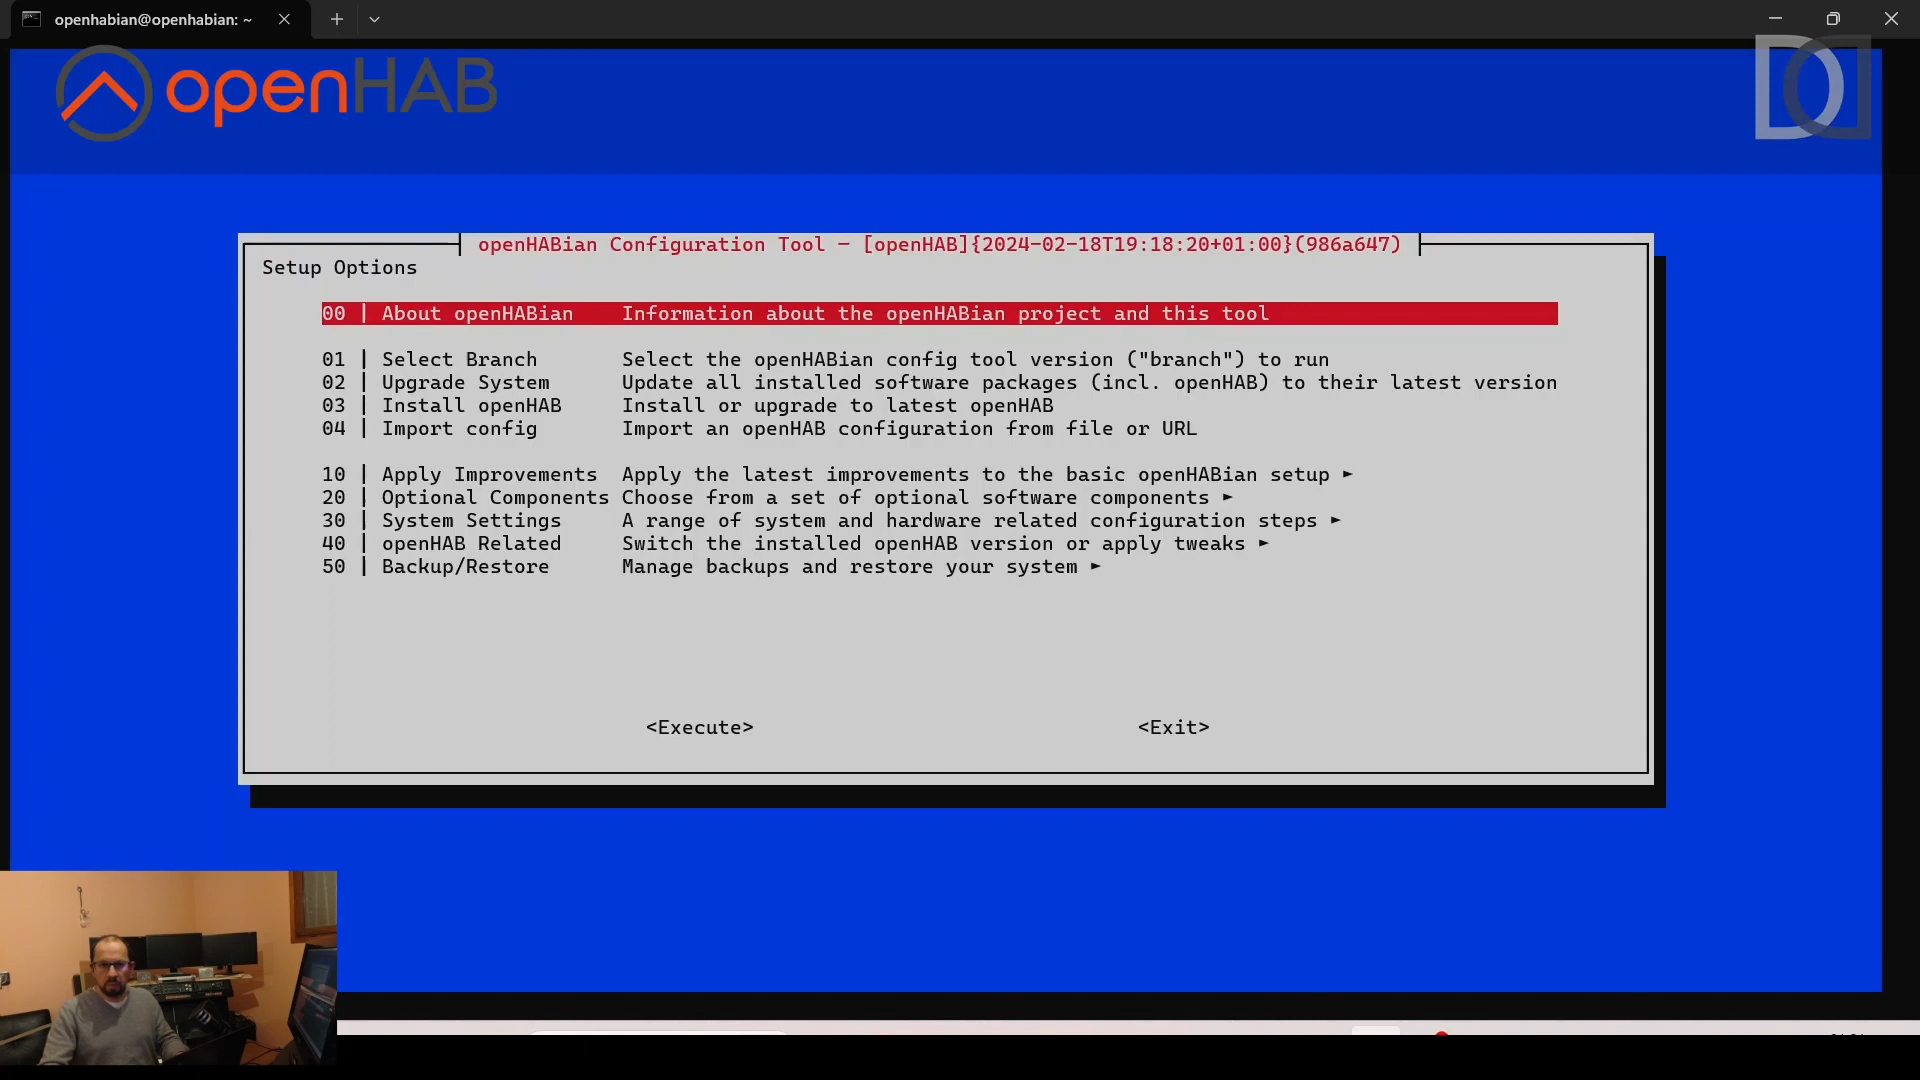 openhabian@openhabian: ~
openHAB
openHABian Configuration Tool — [openHAB]{2024-02-18T19:18:20+01:00}(986a647)
Setup Options
00 | About openHABian Information about the openHABian project and this tool
01 | Select Branch Select the openHABian config tool version ("branch") to run
02 | Upgrade System Update all installed software packages (incl. openHAB) to their latest version
03 | Install openHAB Install or upgrade to latest openHAB
04 | Import config Import an openHAB configuration from file or URL
10 | Apply Improvements Apply the latest improvements to the basic openHABian setup ►
20 | Optional Components Choose from a set of optional software components ►
30 | System Settings A range of system and hardware related configuration steps ►
40 | openHAB Related Switch the installed openHAB version or apply tweaks ►
50 | Backup/Restore Manage backups and restore your system ►
<Execute> <Exit>